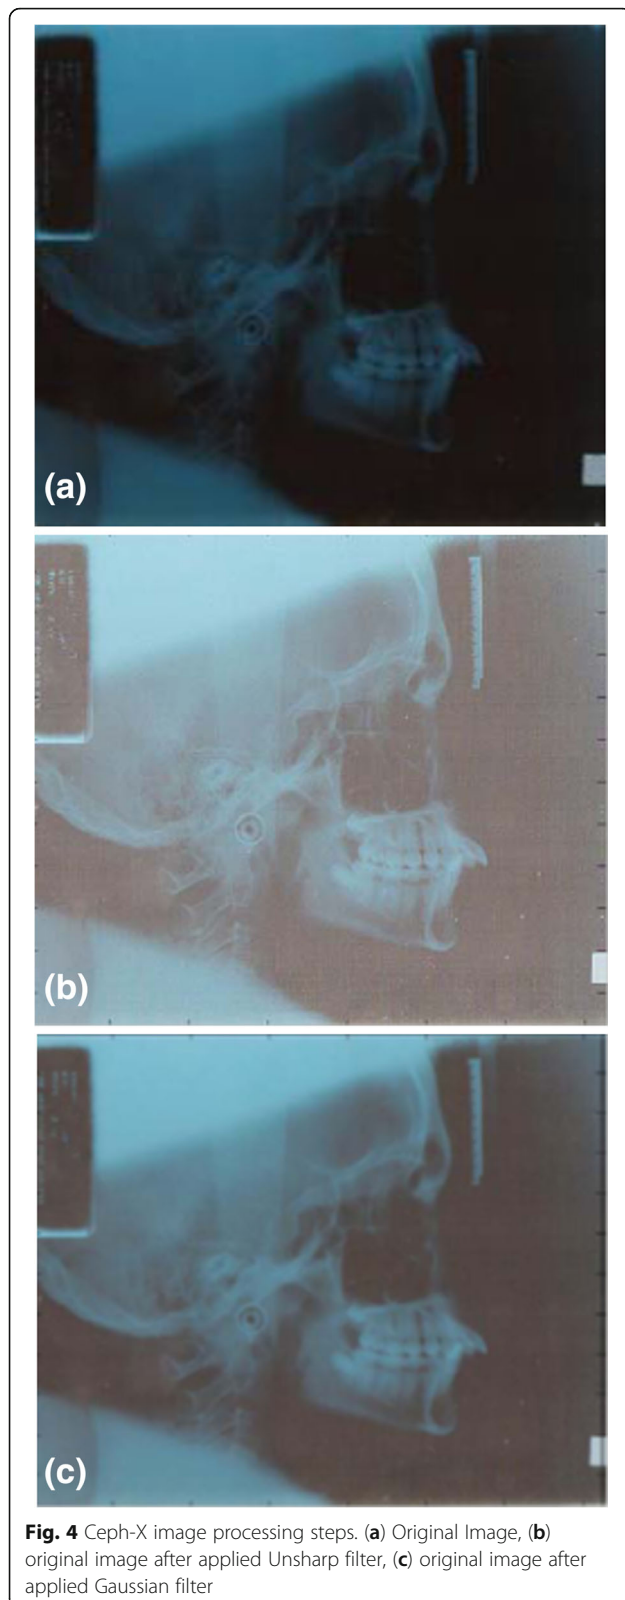 (a)
(b)
(c)
Fig. 4 Ceph-X image processing steps. (a) Original Image, (b)
original image after applied Unsharp filter, (c) original image after
applied Gaussian filter